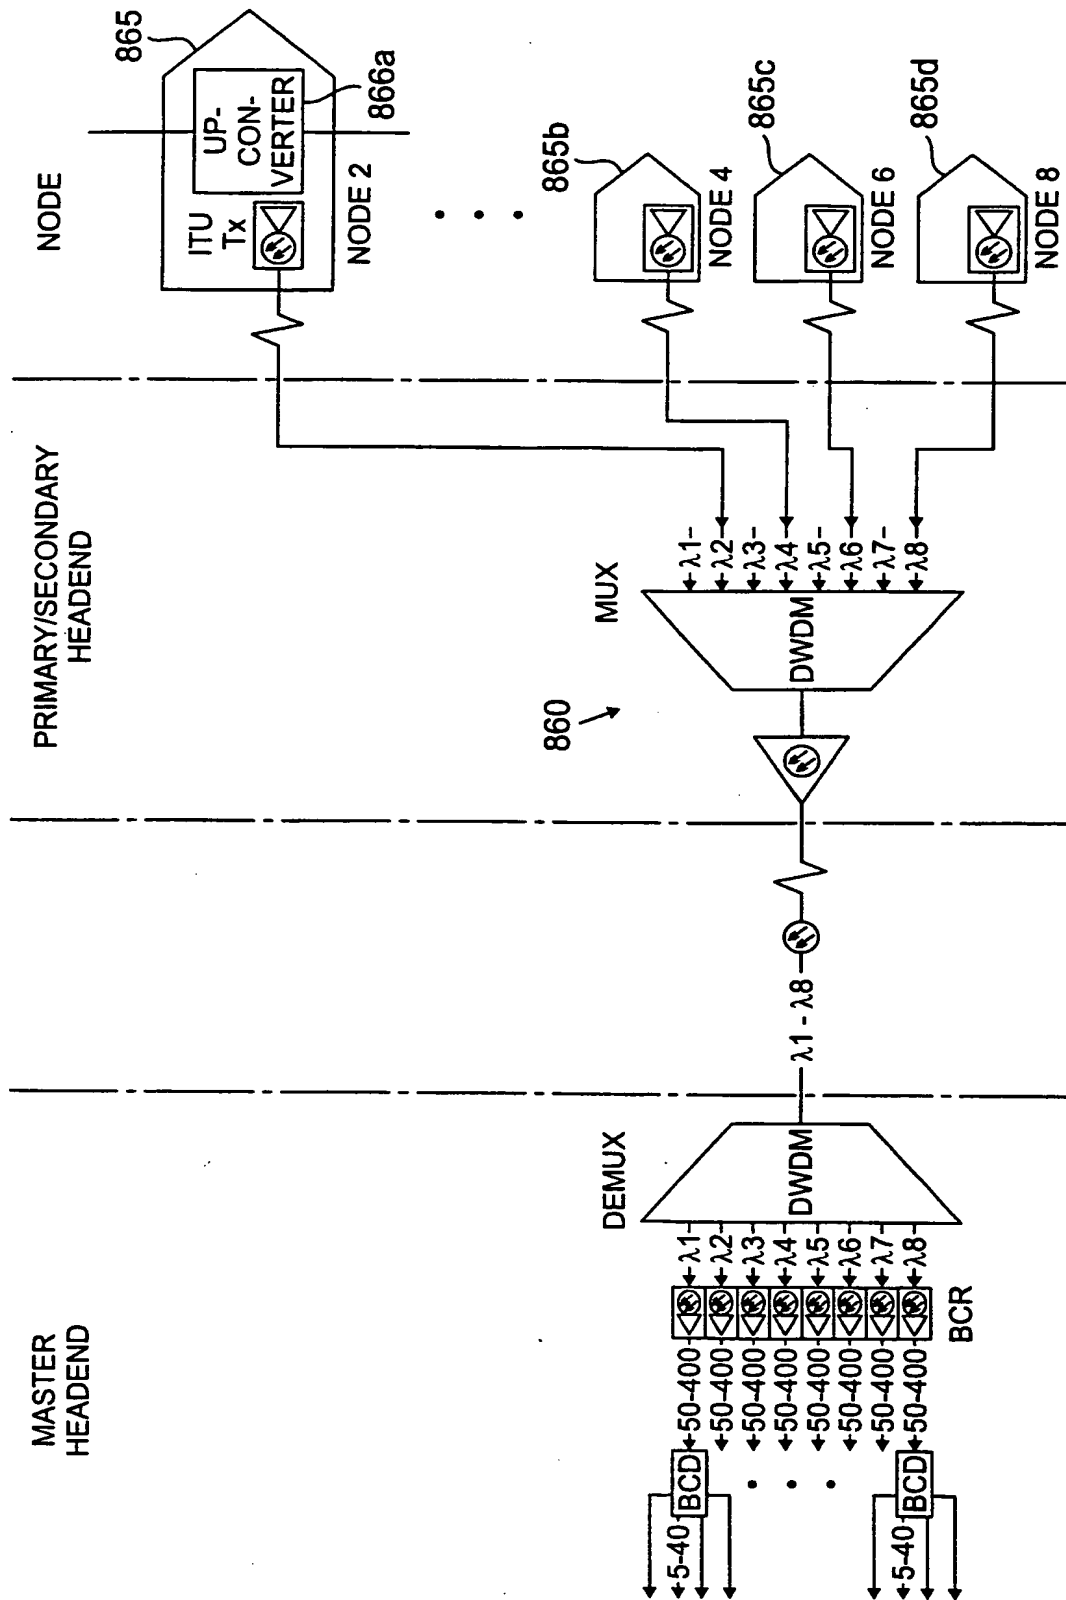 MASTER
HEADEND
PRIMARY/SECONDARY
HEADEND
NODE
865
UP-
CON-
VERTER
866a
ITU
Tx
NODE 2
865b
NODE 4
865c
NODE 6
865d
NODE 8
MUX
λ1
λ2
λ3
λ4
λ5
λ6
λ7
λ8
DWDM
860
λ1 - λ8
DEMUX
DWDM
λ1
λ2
λ3
λ4
λ5
λ6
λ7
λ8
BCR
50-400
50-400
50-400
50-400
50-400
50-400
50-400
50-400
BCD
5-40
BCD
5-40